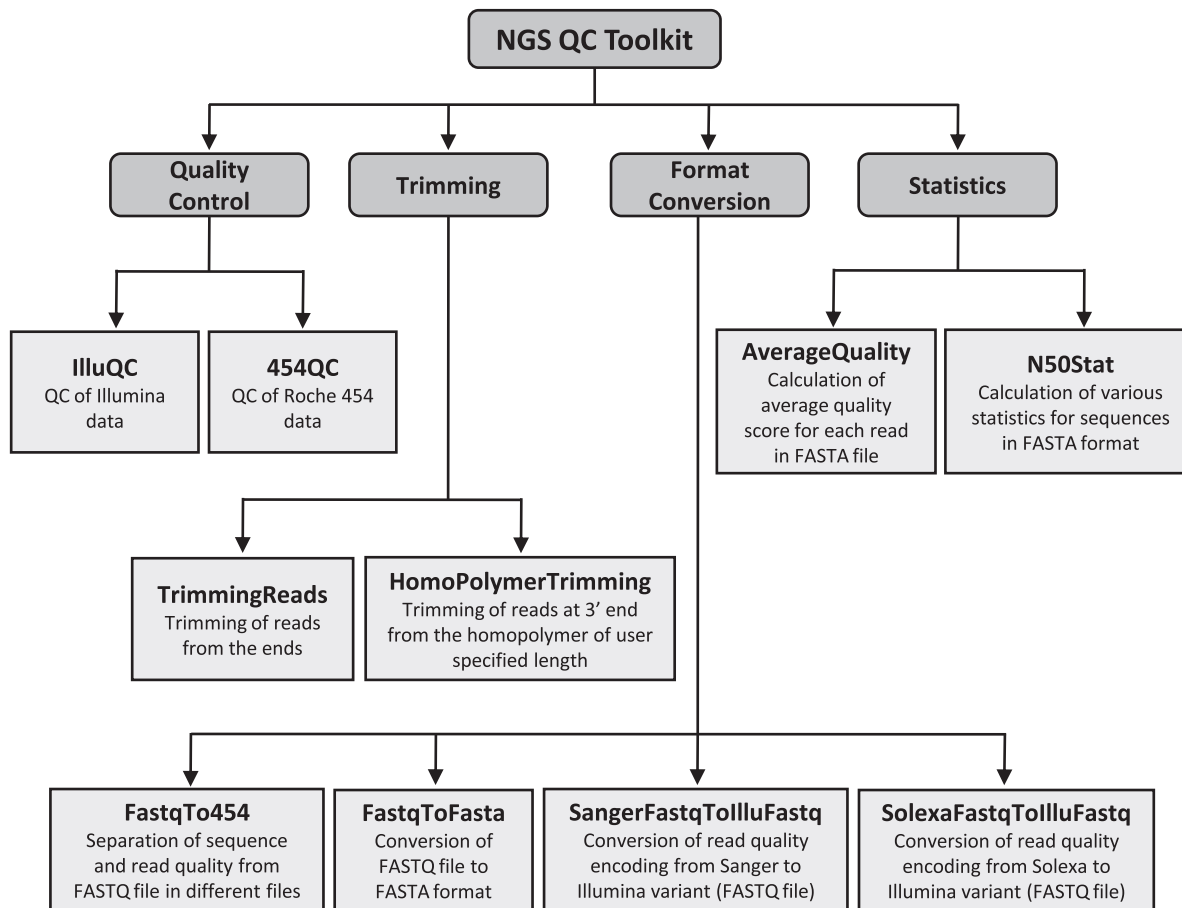 NGS QC Toolkit
Quality
Control
Trimming
Format
Conversion
Statistics
IlluQC
QC of Illumina
data
454QC
QC of Roche 454
data
AverageQuality
Calculation of
average quality
score for each read
in FASTA file
N50Stat
Calculation of various
statistics for sequences
in FASTA format
TrimmingReads
Trimming of reads
from the ends
HomoPolymerTrimming
Trimming of reads at 3’ end
from the homopolymer of user
specified length
FastqTo454
Separation of sequence
and read quality from
FASTQ file in different files
FastqToFasta
Conversion of
FASTQ file to
FASTA format
SangerFastqToIlluFastq
Conversion of read quality
encoding from Sanger to
Illumina variant (FASTQ file)
SolexaFastqToIlluFastq
Conversion of read quality
encoding from Solexa to
Illumina variant (FASTQ file)